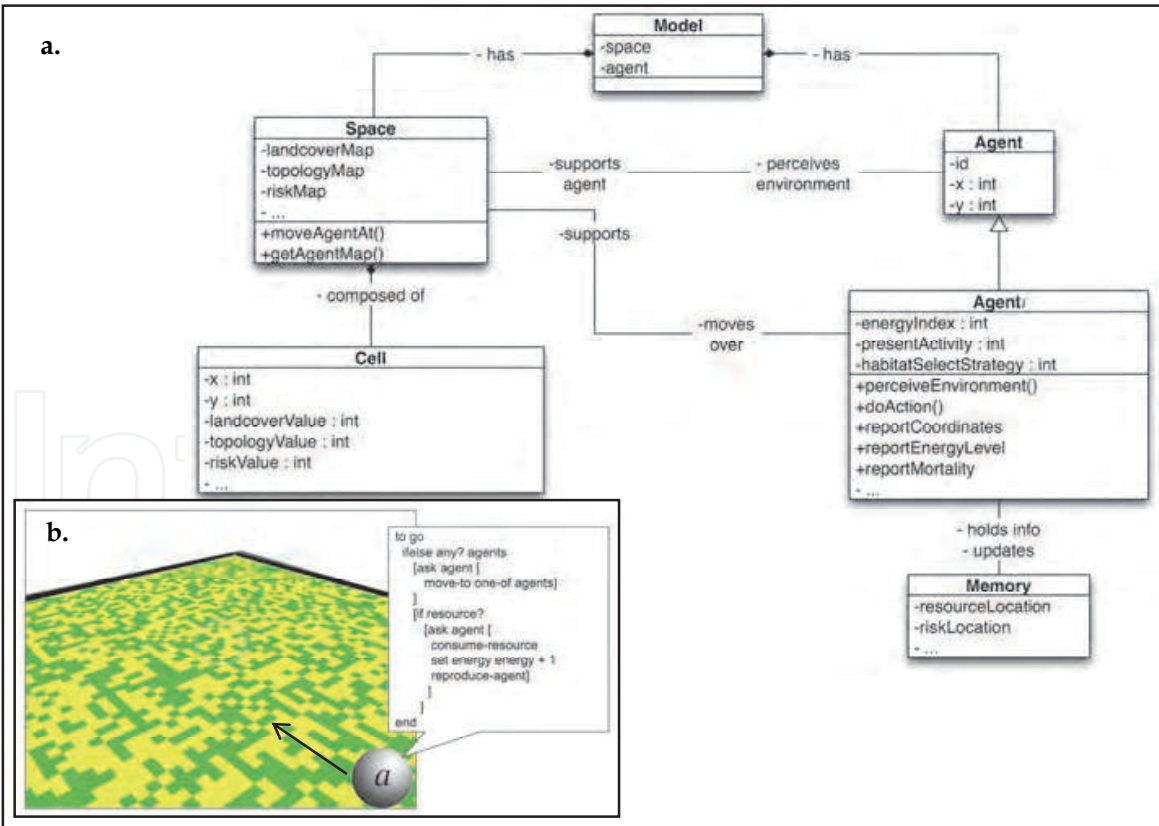 a.
Model
-space
-agent
- has
- has
Space
-landcoverMap
-topologyMap
-riskMap
- ...
+moveAgentAt()
+getAgentMap()
-supports
agent
- perceives
environment
Agent
-id
-x : int
-y : int
-supports
-moves
over
- composed of
Cell
-x : int
-y : int
-landcoverValue : int
-topologyValue : int
-riskValue : int
- ...
Agenti
-energyIndex : int
-presentActivity : int
-habitatSelectStrategy : int
+perceiveEnvironment()
+doAction()
+reportCoordinates
+reportEnergyLevel
+reportMortality
- ...
- holds info
- updates
Memory
-resourceLocation
-riskLocation
- ...
b.
to go
ifelse any? agents
[ask agent [
move-to one-of agents]
]
[if resource?
[ask agent [
consume-resource
set energy energy + 1
reproduce-agent]
]
]
end
a